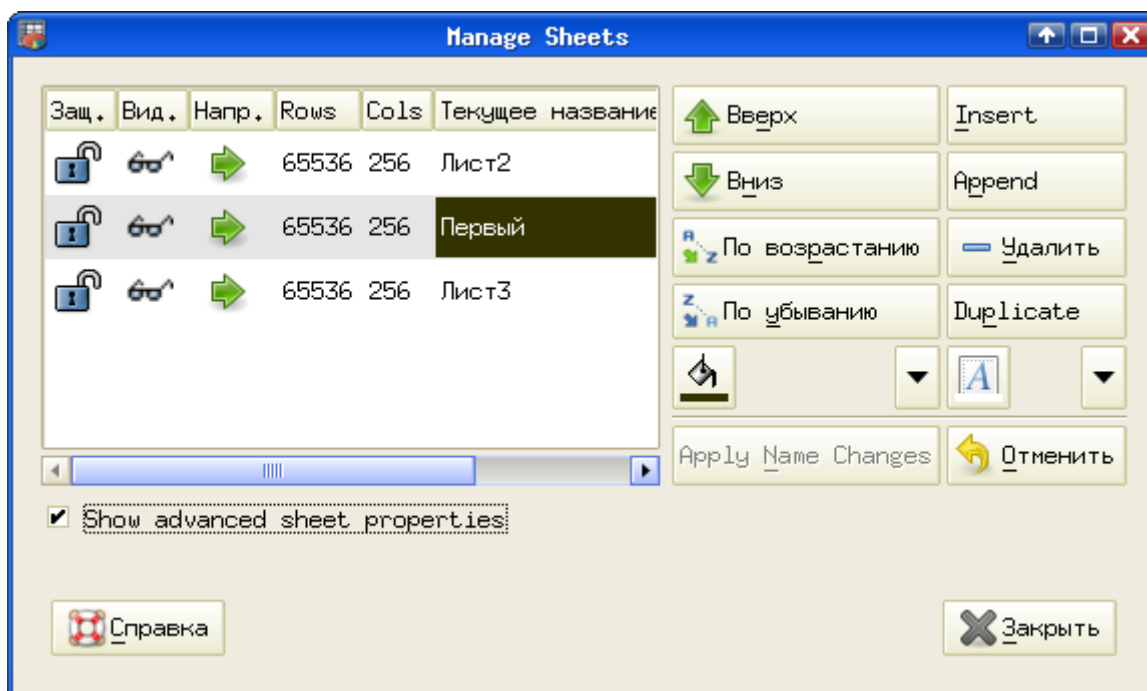 Manage Sheets
Защ. Вид. Напр. Rows Cols Текущее название
65536 256 Лист2
65536 256 Первый
65536 256 Лист3
Вверх Insert
Вниз Append
По возрастанию Удалить
По убыванию Duplicate
Apply Name Changes Отменить
Show advanced sheet properties
Справка Закрыть